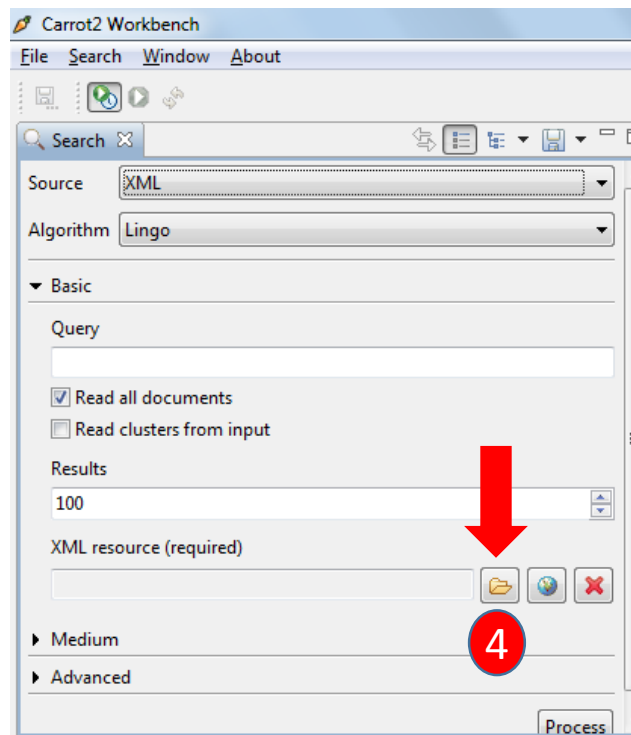 Carrot2 Workbench
File Search Window About
Search
Source XML
Algorithm Lingo
Basic
Query
Read all documents
Read clusters from input
Results
100
XML resource (required)
4
Medium
Advanced
Process